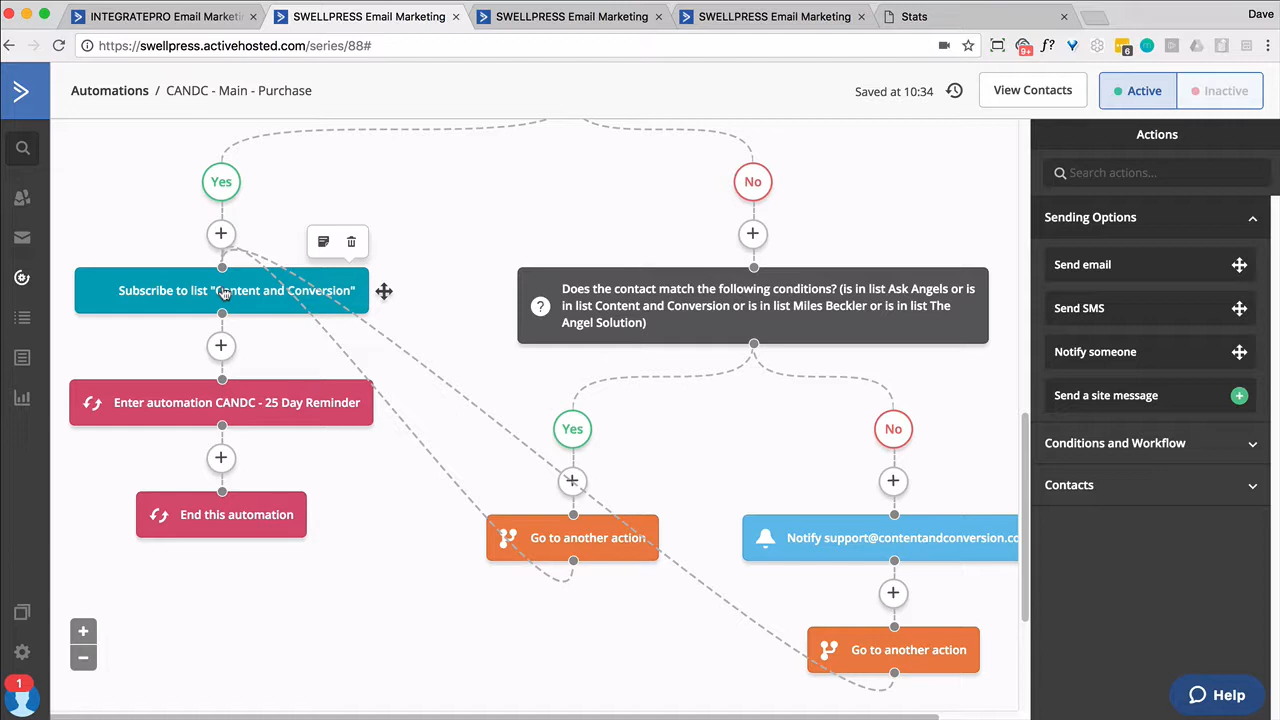 INTEGRATEPRO Email Marketin
SWELLPRESS Email Marketing
SWELLPRESS Email Marketing
SWELLPRESS Email Marketing
Stats
Dave
https://swellpress.activehosted.com/series/88#
9+
f?
6
Automations / CANDC - Main - Purchase
Saved at 10:34
View Contacts
Active
Inactive
Actions
Search actions...
Sending Options
Send email
Send SMS
Notify someone
Send a site message
Conditions and Workflow
Contacts
Yes
No
Subscribe to list "Content and Conversion"
Does the contact match the following conditions? (is in list Ask Angels or is
in list Content and Conversion or is in list Miles Beckler or is in list The
Angel Solution)
Enter automation CANDC - 25 Day Reminder
Yes
No
End this automation
Go to another action
Notify support@contentandconversion.co
Go to another action
1
Help